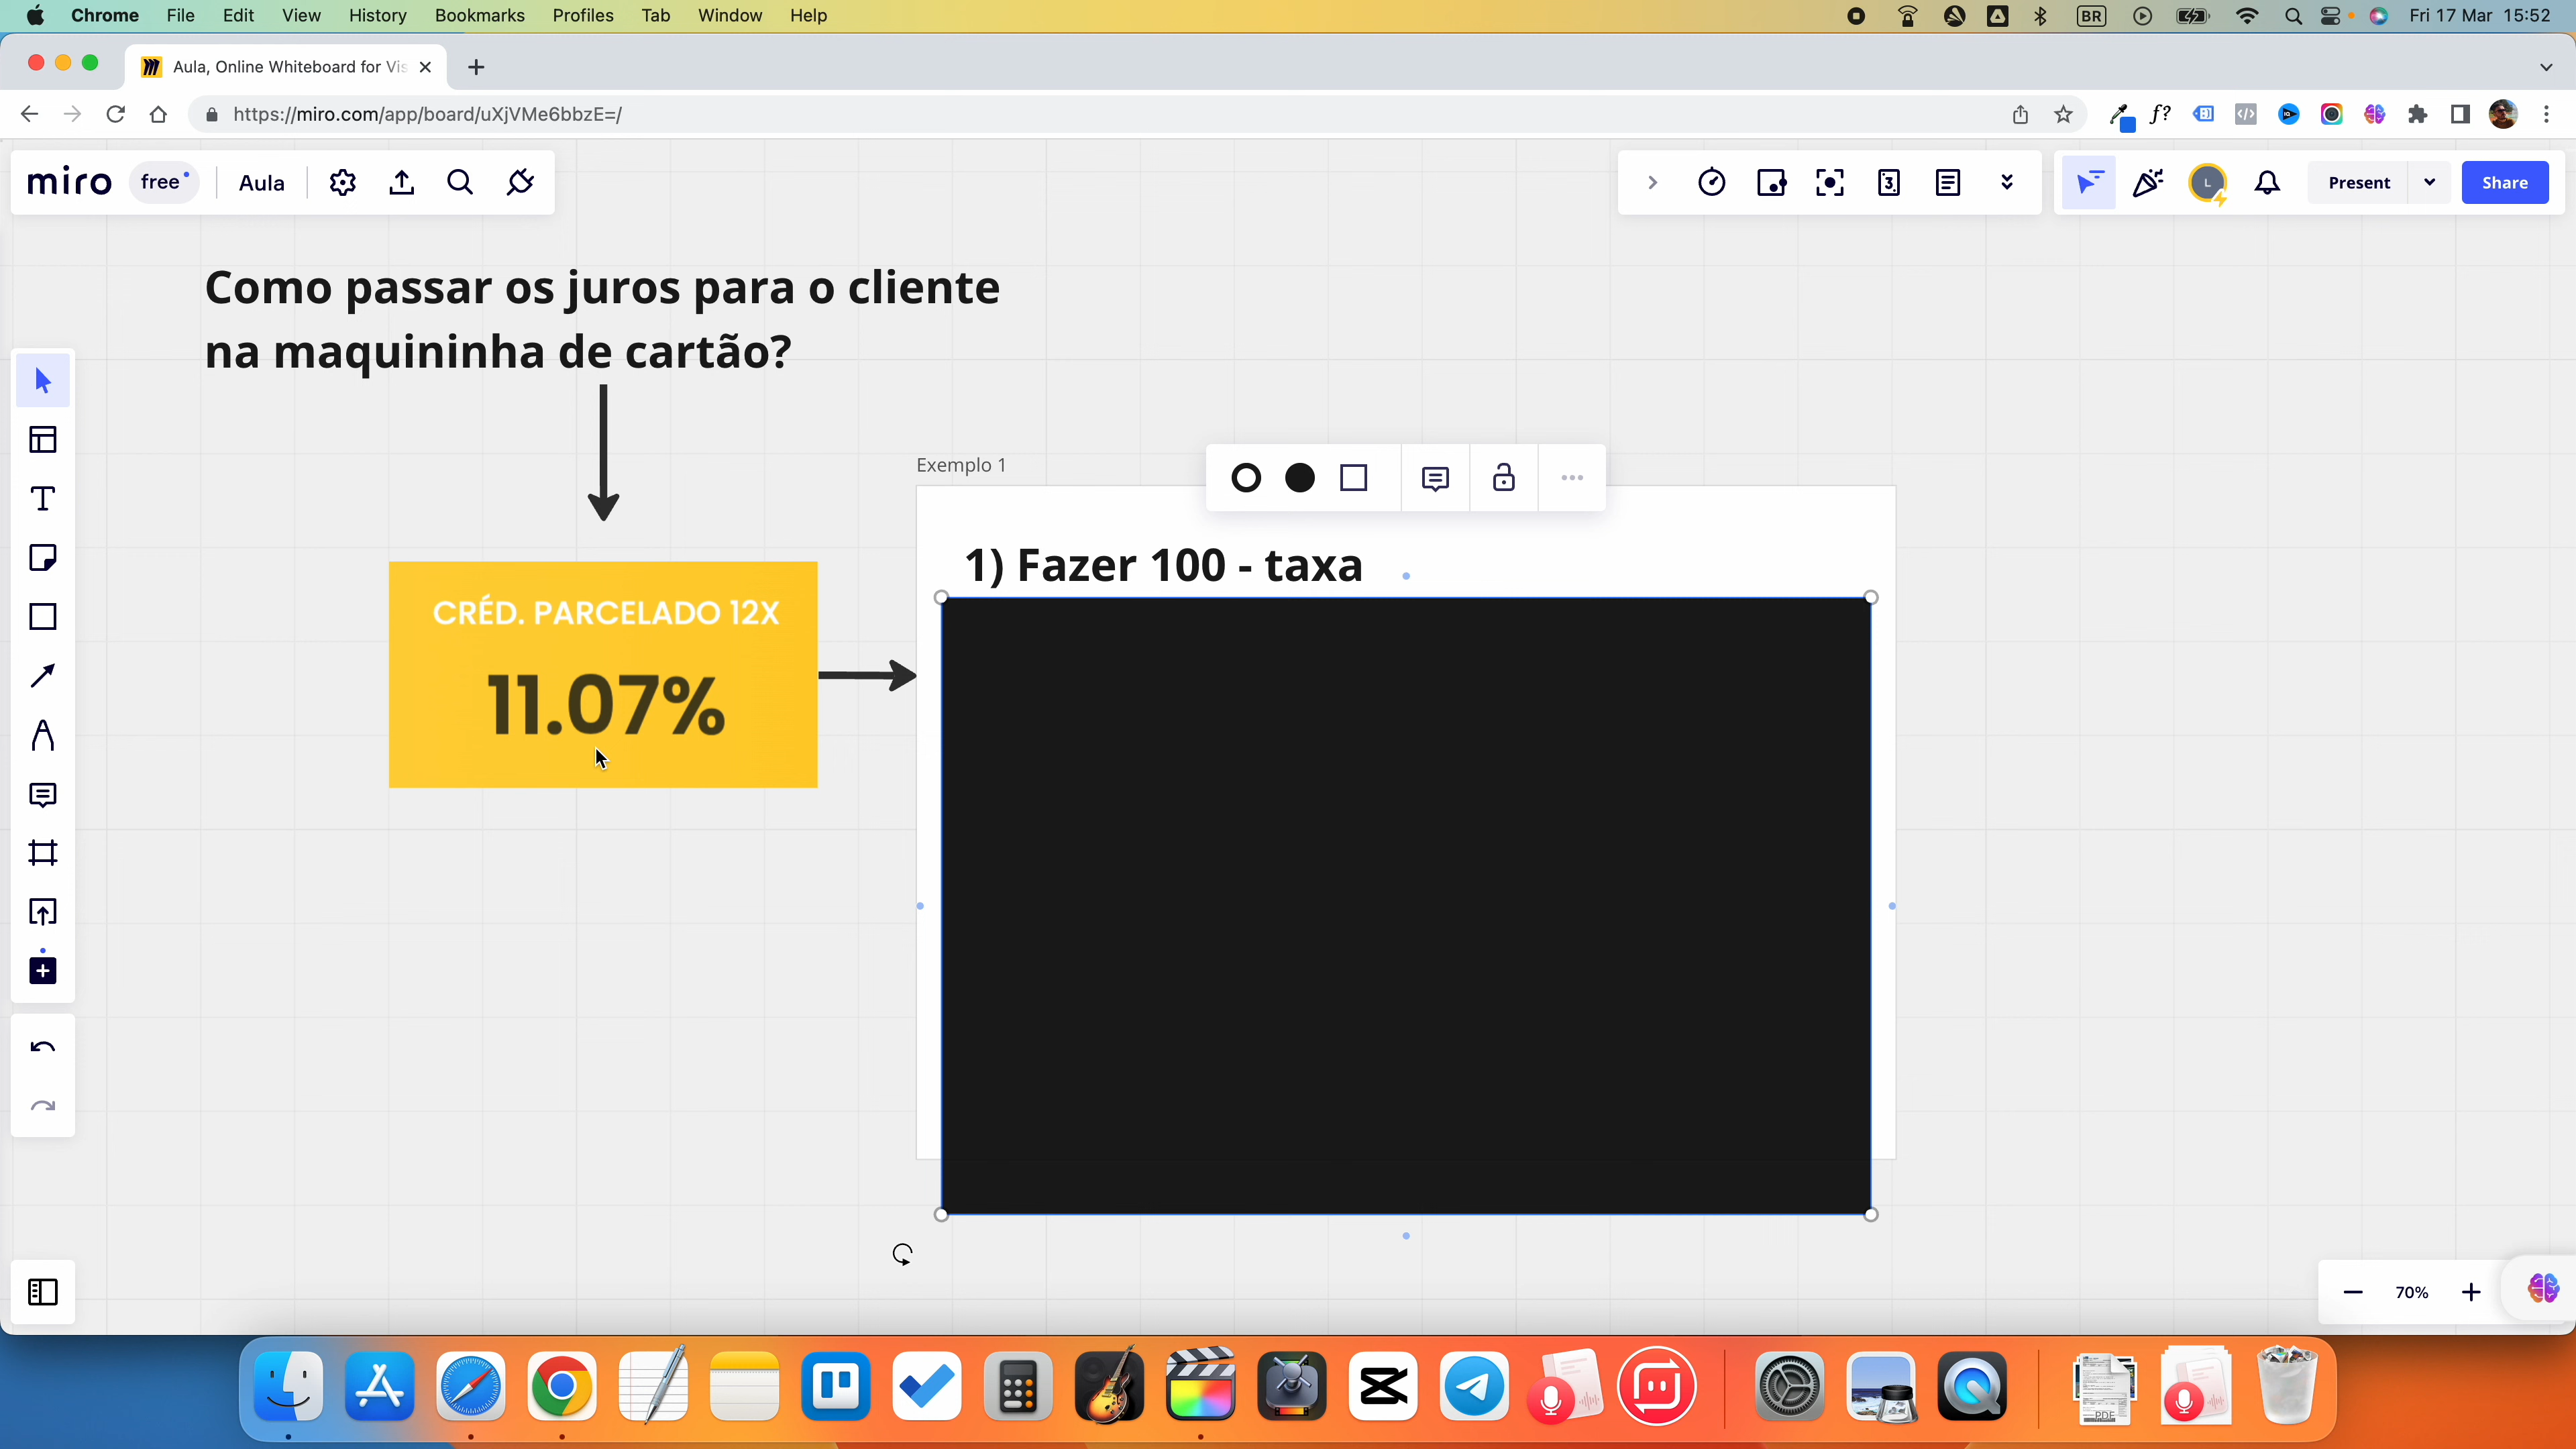 Chrome File Edit View History Bookmarks Profiles Tab Window Help
BR
Fri 17 Mar 15:52
Aula, Online Whiteboard for Vis
https://miro.com/app/board/uXjVMe6bbzE=/
miro free Aula
Present
Share
Como passar os juros para o cliente
na maquininha de cartão?
Exemplo 1
1) Fazer 100 - taxa
CRÉD. PARCELADO 12X
11.07%
70%